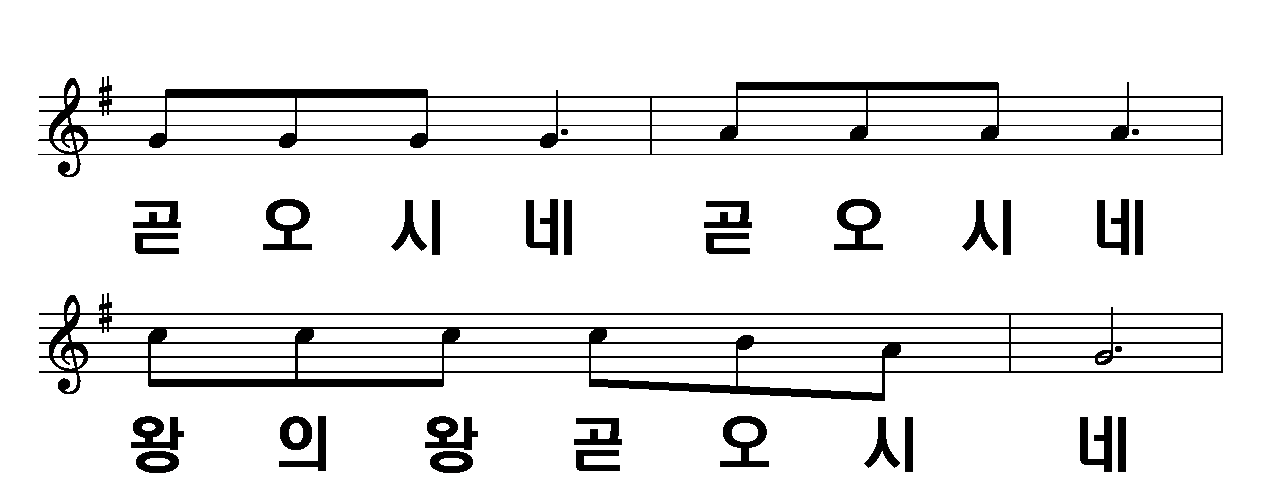 곧 오 시 네 곧 오 시 네
왕 의 왕 곧 오 시 네